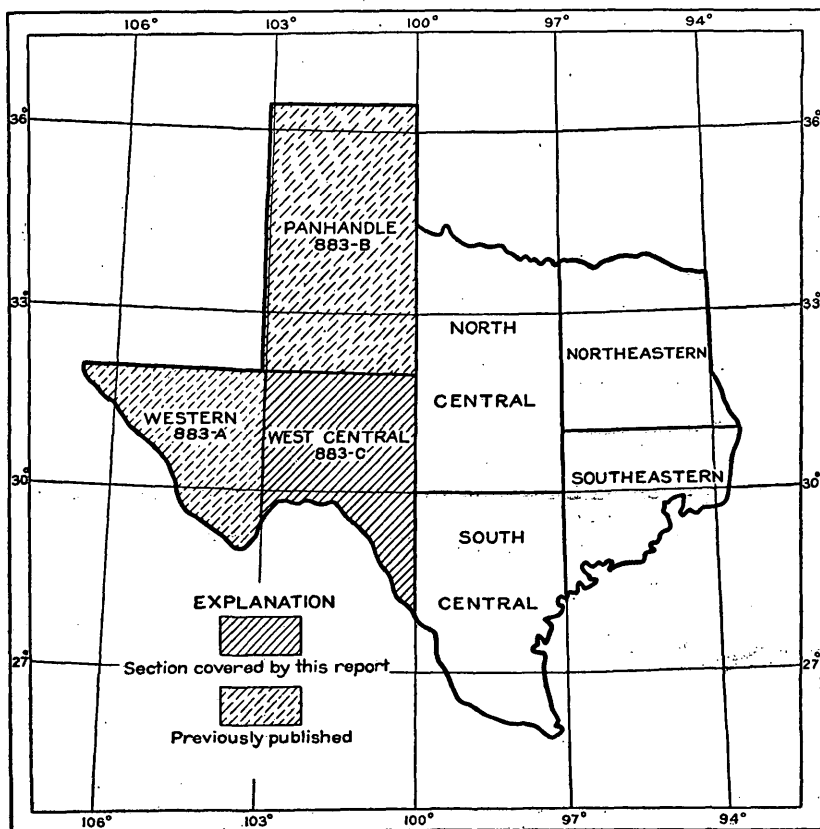 106° 103° 100° 97° 94°
36° 36°
PANHANDLE
883-B
33° 33°
NORTH
CENTRAL
NORTHEASTERN
WESTERN
883-A
WEST CENTRAL
883-C
30° 30°
SOUTHEASTERN
SOUTH
CENTRAL
EXPLANATION
Section covered by this report
27° 27°
Previously published
106° 103° 100° 97° 94°